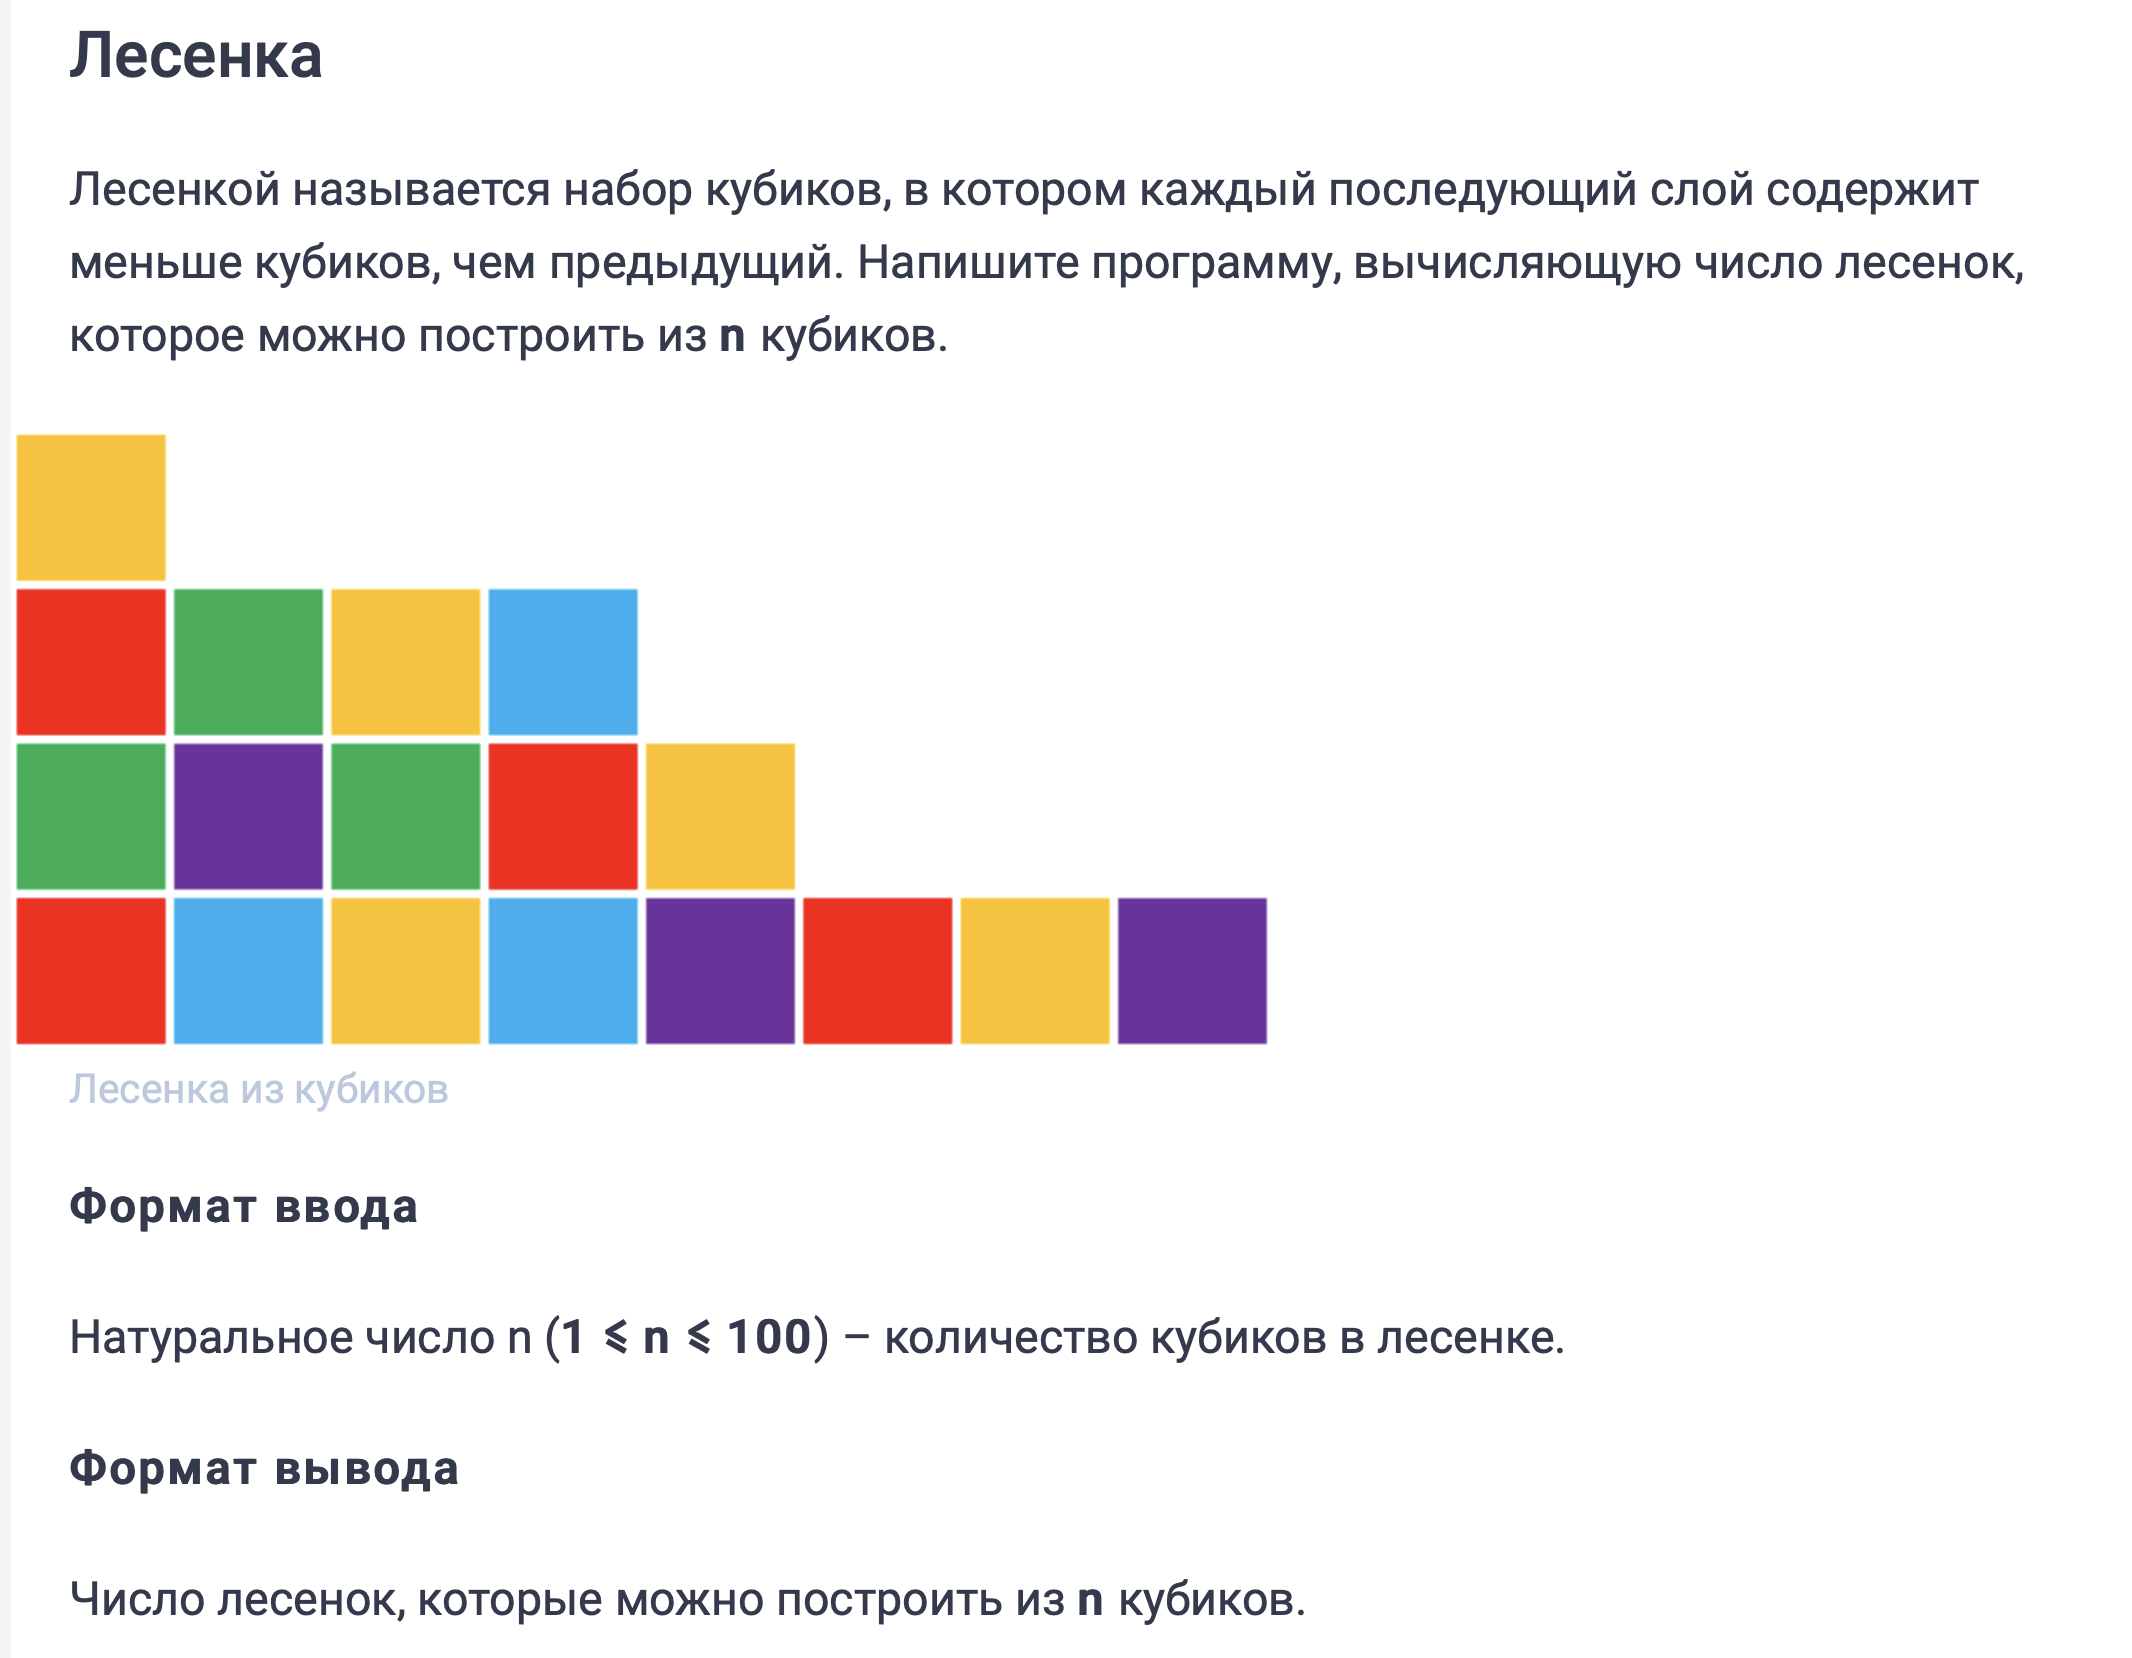 Лесенка
Лесенкой называется набор кубиков, в котором каждый последующий слой содержит
меньше кубиков, чем предыдущий. Напишите программу, вычисляющую число лесенок,
которое можно построить из n кубиков.
Лесенка из кубиков
Формат ввода
Натуральное число n (1 ⩽ n ⩽ 100) – количество кубиков в лесенке.
Формат вывода
Число лесенок, которые можно построить из n кубиков.